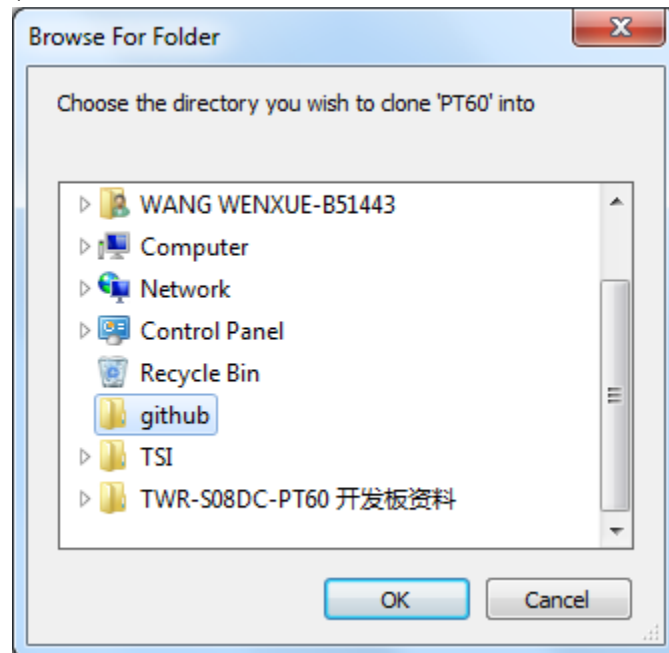 Browse For Folder
Choose the directory you wish to clone 'PT60' into
WANG WENXUE-B51443
Computer
Network
Control Panel
Recycle Bin
github
TSI
TWR-S08DC-PT60 开发板资料
OK
Cancel